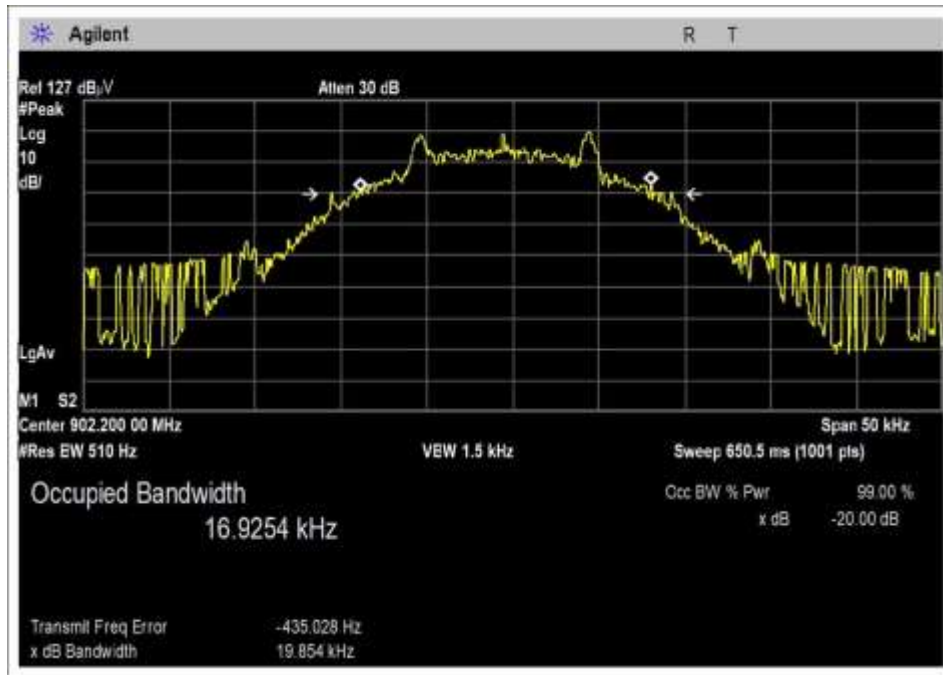 Agilent R T
Ref 127 dBµV Atten 30 dB
#Peak
Log
10
dB/
LgAv
M1 S2
Center 902.200 00 MHz Span 50 kHz
#Res BW 510 Hz VBW 1.5 kHz Sweep 650.5 ms (1001 pts)
Occupied Bandwidth Occ BW % Pwr 99.00 %
16.9254 kHz x dB -20.00 dB
Transmit Freq Error -435.028 Hz
x dB Bandwidth 19.854 kHz